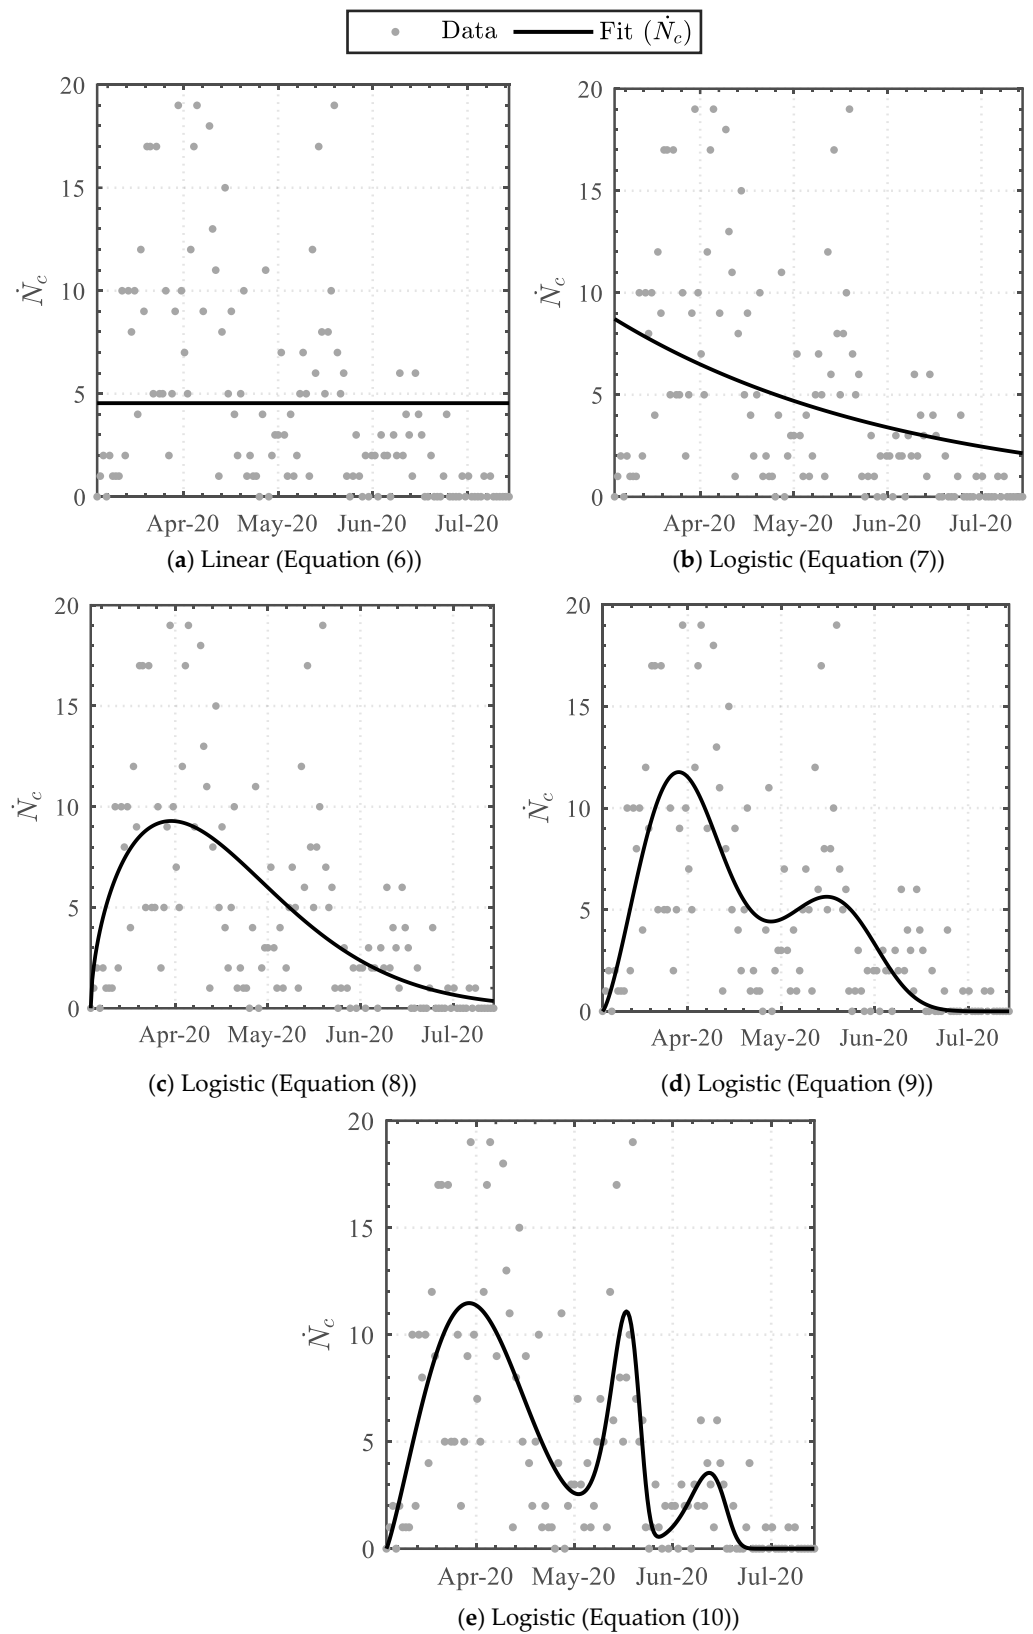 Data Fit (Ṅc)
20
15
10
5
0
Ṅc
Apr-20 May-20 Jun-20 Jul-20
(a) Linear (Equation (6))
20
15
10
5
0
Ṅc
Apr-20 May-20 Jun-20 Jul-20
(b) Logistic (Equation (7))
20
15
10
5
0
Ṅc
Apr-20 May-20 Jun-20 Jul-20
(c) Logistic (Equation (8))
20
15
10
5
0
Ṅc
Apr-20 May-20 Jun-20 Jul-20
(d) Logistic (Equation (9))
20
15
10
5
0
Ṅc
Apr-20 May-20 Jun-20 Jul-20
(e) Logistic (Equation (10))